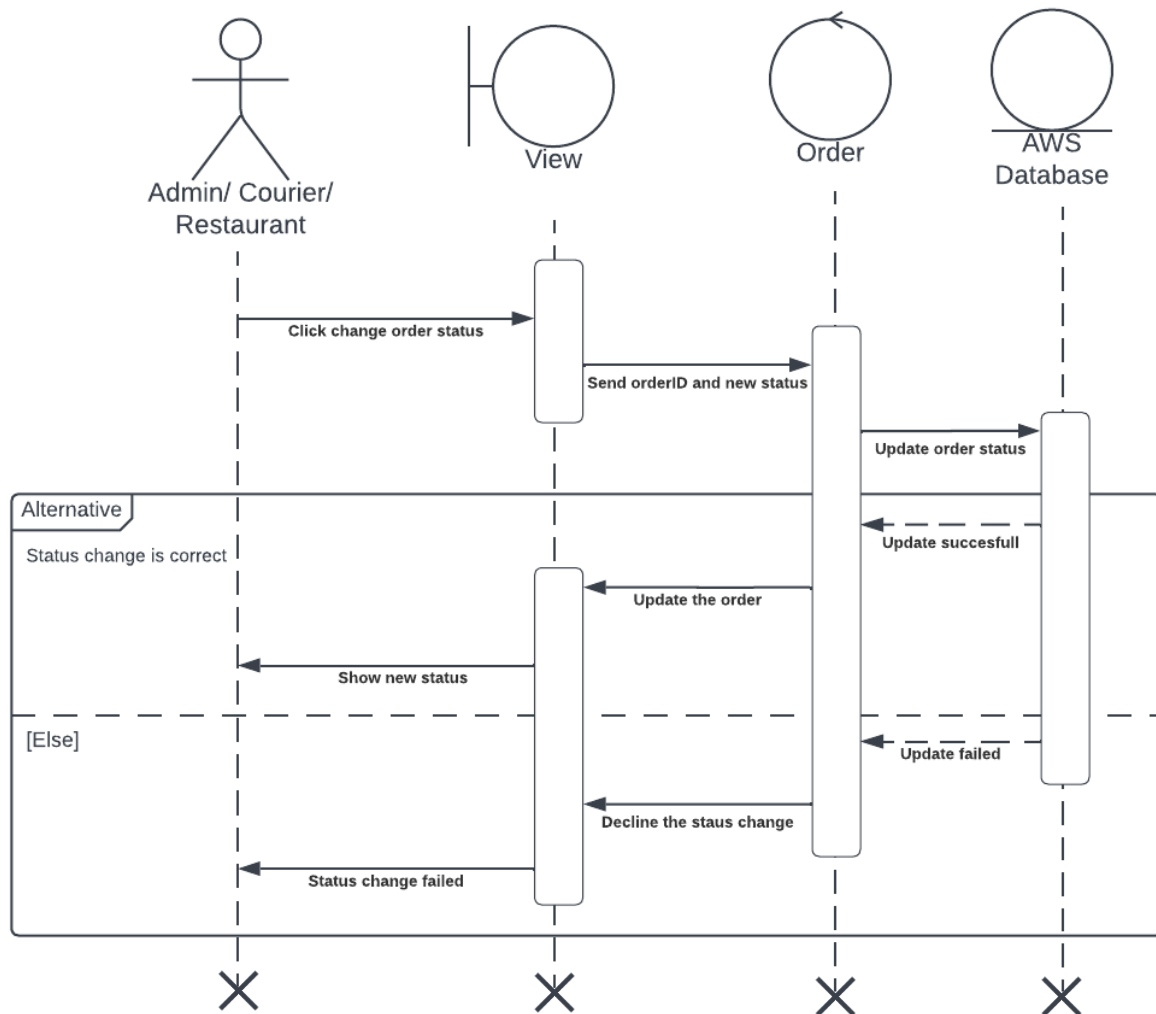 Admin/ Courier/
Restaurant
View
Order
AWS
Database
Click change order status
Send orderID and new status
Update order status
Alternative
Status change is correct
Update succesfull
Update the order
Show new status
[Else]
Update failed
Decline the staus change
Status change failed